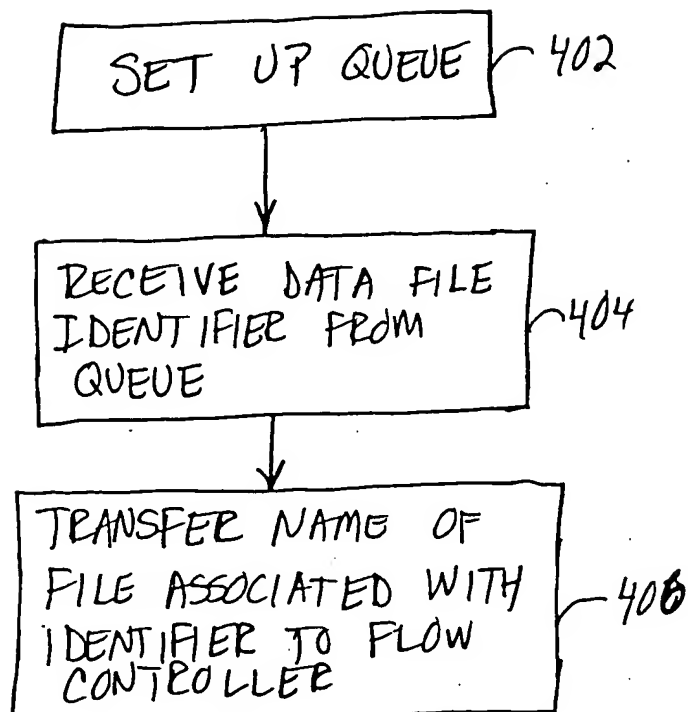 SET UP QUEUE
402
RECEIVE DATA FILE
IDENTIFIER FROM
QUEUE
404
TRANSFER NAME OF
FILE ASSOCIATED WITH
IDENTIFIER TO FLOW
CONTROLLER
406